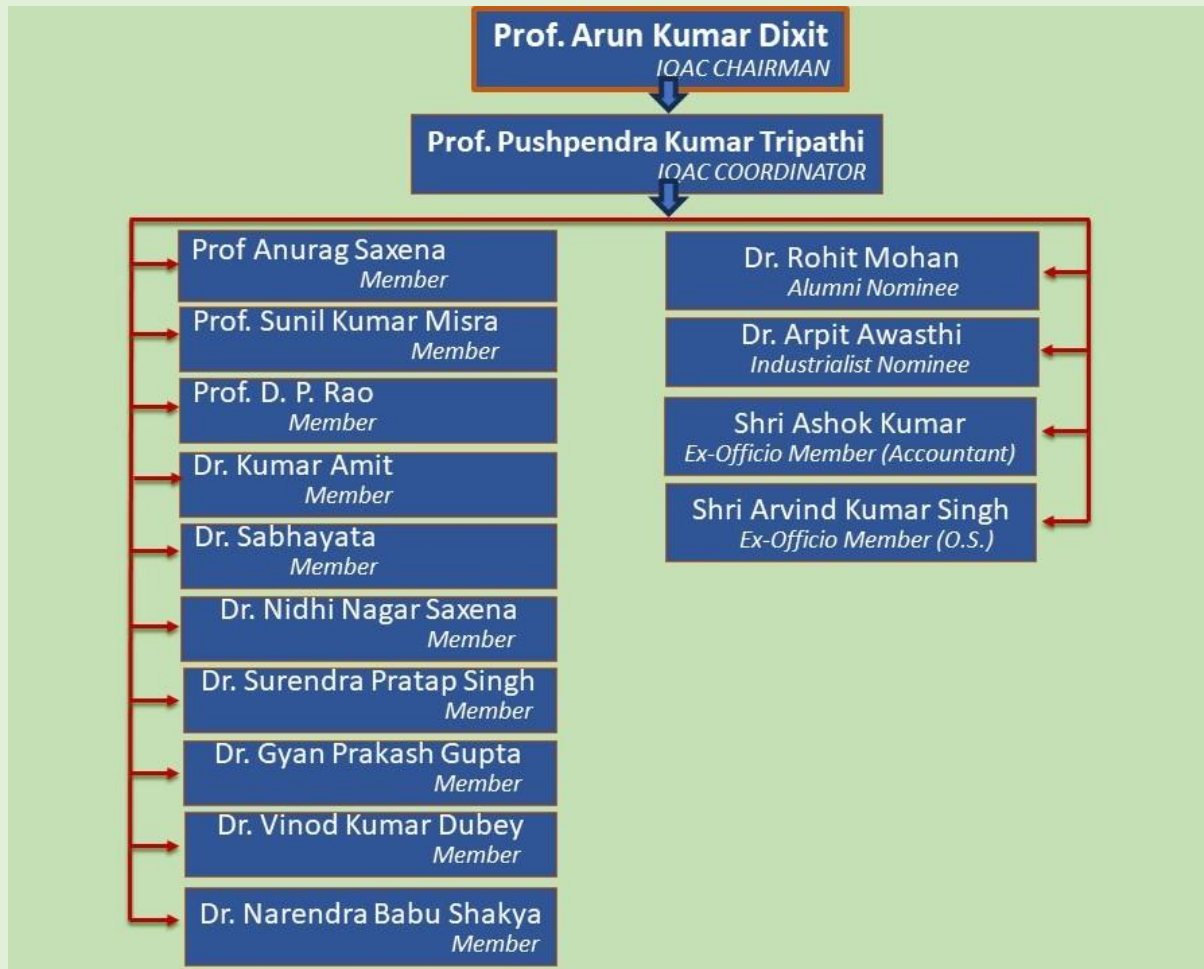 Prof. Arun Kumar Dixit
IQAC CHAIRMAN
Prof. Pushpendra Kumar Tripathi
IQAC COORDINATOR
Prof Anurag Saxena
Member
Prof. Sunil Kumar Misra
Member
Prof. D. P. Rao
Member
Dr. Kumar Amit
Member
Dr. Sabhayata
Member
Dr. Nidhi Nagar Saxena
Member
Dr. Surendra Pratap Singh
Member
Dr. Gyan Prakash Gupta
Member
Dr. Vinod Kumar Dubey
Member
Dr. Narendra Babu Shakya
Member
Dr. Rohit Mohan
Alumni Nominee
Dr. Arpit Awasthi
Industrialist Nominee
Shri Ashok Kumar
Ex-Officio Member (Accountant)
Shri Arvind Kumar Singh
Ex-Officio Member (O.S.)